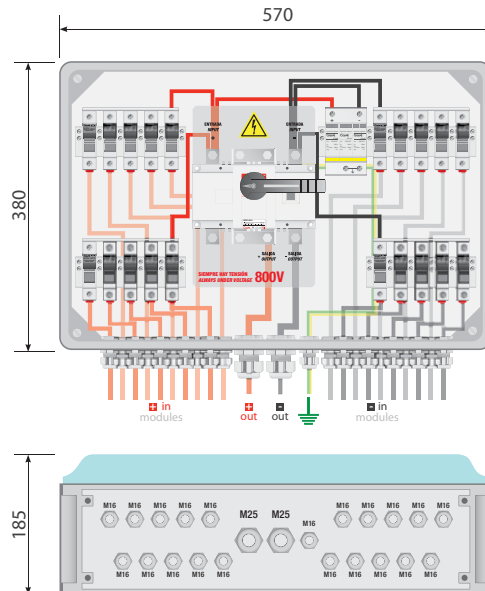 570
380
ENTRADA
INPUT
+
ENTRADA
INPUT
-
SALIDA
OUTPUT
+
SALIDA
OUTPUT
-
SIEMPRE HAY TENSIÓN
ALWAYS UNDER VOLTAGE
800V
+ in
modules
+
out
-
out
- in
modules
185
M16 M16 M16 M16 M16
M25 M25
M16
M16 M16 M16 M16 M16
M16 M16 M16 M16 M16
M16 M16 M16 M16 M16